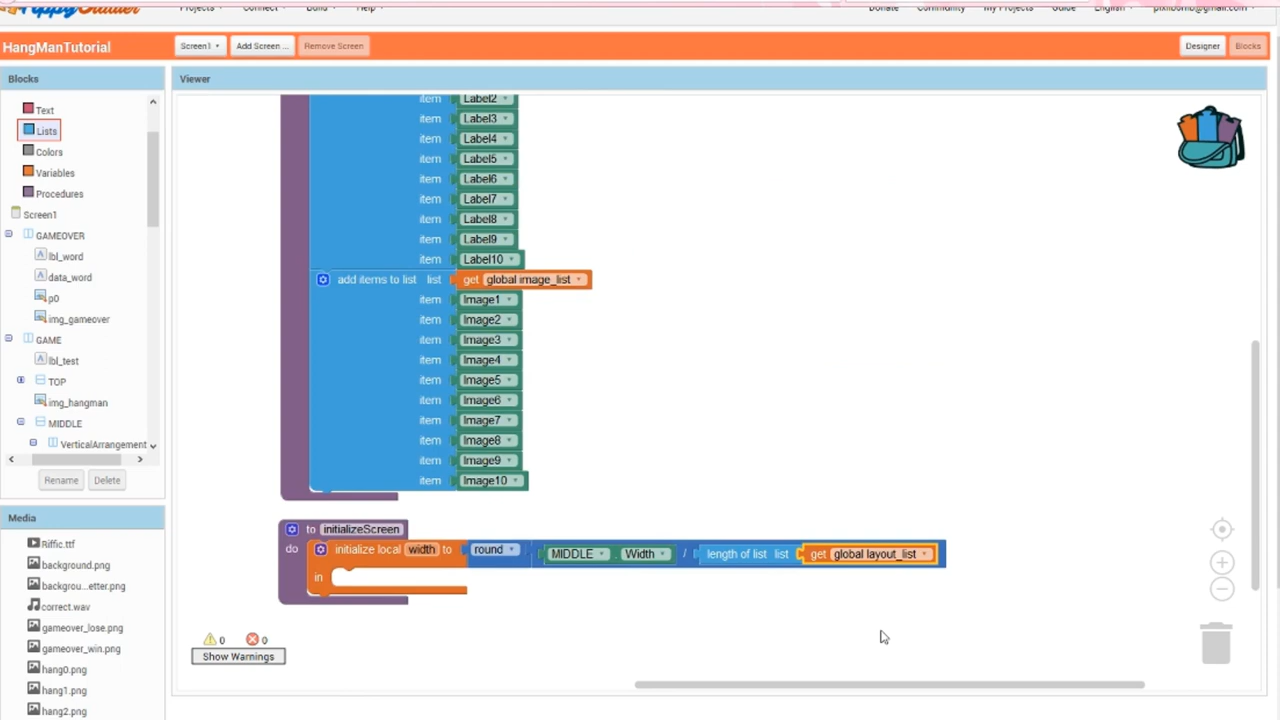 Projects Connect Build Help
Donate Community My Projects Guide English
HangManTutorial
Screen1 Add Screen ... Remove Screen
Designer Blocks
Blocks
Viewer
Text
Lists
Colors
Variables
Procedures
Screen1
GAMEOVER
lbl_word
data_word
p0
img_gameover
GAME
lbl_test
TOP
img_hangman
MIDDLE
VerticalArrangement
Rename Delete
Media
Riffic.ttf
background.png
backgrou...etter.png
correct.wav
gameover_lose.png
gameover_win.png
hang0.png
hang1.png
hang2.png
item Label2
item Label3
item Label4
item Label5
item Label6
item Label7
item Label8
item Label9
item Label10
add items to list list get global image_list
item Image1
item Image2
item Image3
item Image4
item Image5
item Image6
item Image7
item Image8
item Image9
item Image10
to initializeScreen
do initialize local width to round MIDDLE . Width / length of list list get global layout_list
in
0 0
Show Warnings